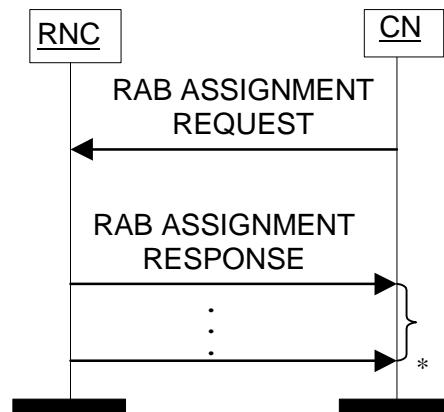 RNC
CN
RAB ASSIGNMENT
REQUEST
RAB ASSIGNMENT
RESPONSE
*